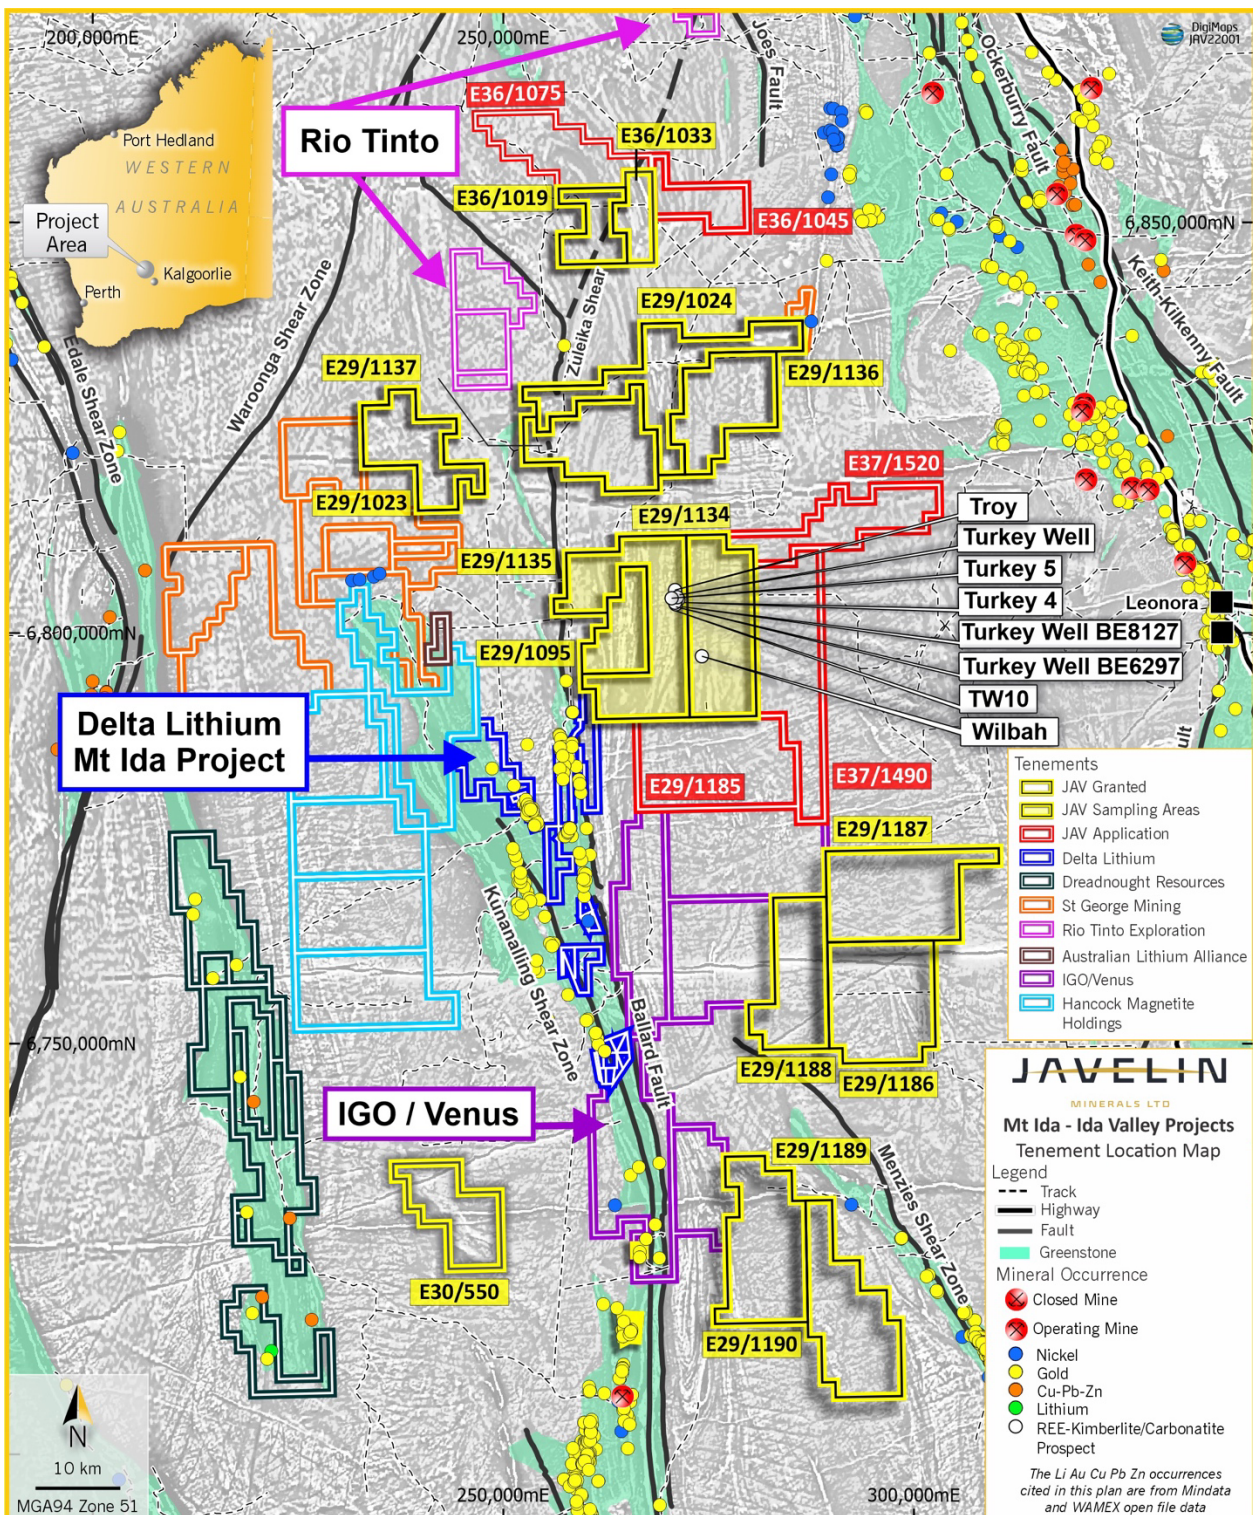 200,000mE
250,000mE
DigiMaps
JAV22001
Joes Fault
Ockerburry Fault
E36/1075
Rio Tinto
E36/1033
Port Hedland
WESTERN
AUSTRALIA
E36/1019
E36/1045
6,850,000mN
Project
Area
Kalgoorlie
Perth
Keith-Kilkenny Fault
Waroonga Shear Zone
Zuleika Shear
Edale Shear Zone
E29/1024
E29/1137
E29/1136
E29/1023
E37/1520
E29/1134
Troy
Turkey Well
E29/1135
Turkey 5
Turkey 4
Leonora
6,800,000mN
Turkey Well BE8127
E29/1095
Turkey Well BE6297
TW10
Wilbah
Delta Lithium
Mt Ida Project
ult
E29/1185
E37/1490
E29/1187
Tenements
JAV Granted
JAV Sampling Areas
JAV Application
Delta Lithium
Dreadnought Resources
St George Mining
Rio Tinto Exploration
Australian Lithium Alliance
IGO/Venus
Hancock Magnetite
Holdings
Kunanalling Shear Zone
Ballard Fault
6,750,000mN
E29/1188
E29/1186
IGO / Venus
JAVELIN
MINERALS LTD
Mt Ida - Ida Valley Projects
Tenement Location Map
Legend
Track
Highway
Fault
Greenstone
Mineral Occurrence
Closed Mine
Operating Mine
Nickel
Gold
Cu-Pb-Zn
Lithium
REE-Kimberlite/Carbonatite
Prospect
The Li Au Cu Pb Zn occurrences
cited in this plan are from Mindata
and WAMEX open file data
E29/1189
Menzies Shear Zone
E30/550
E29/1190
N
10 km
MGA94 Zone 51
250,000mE
300,000mE